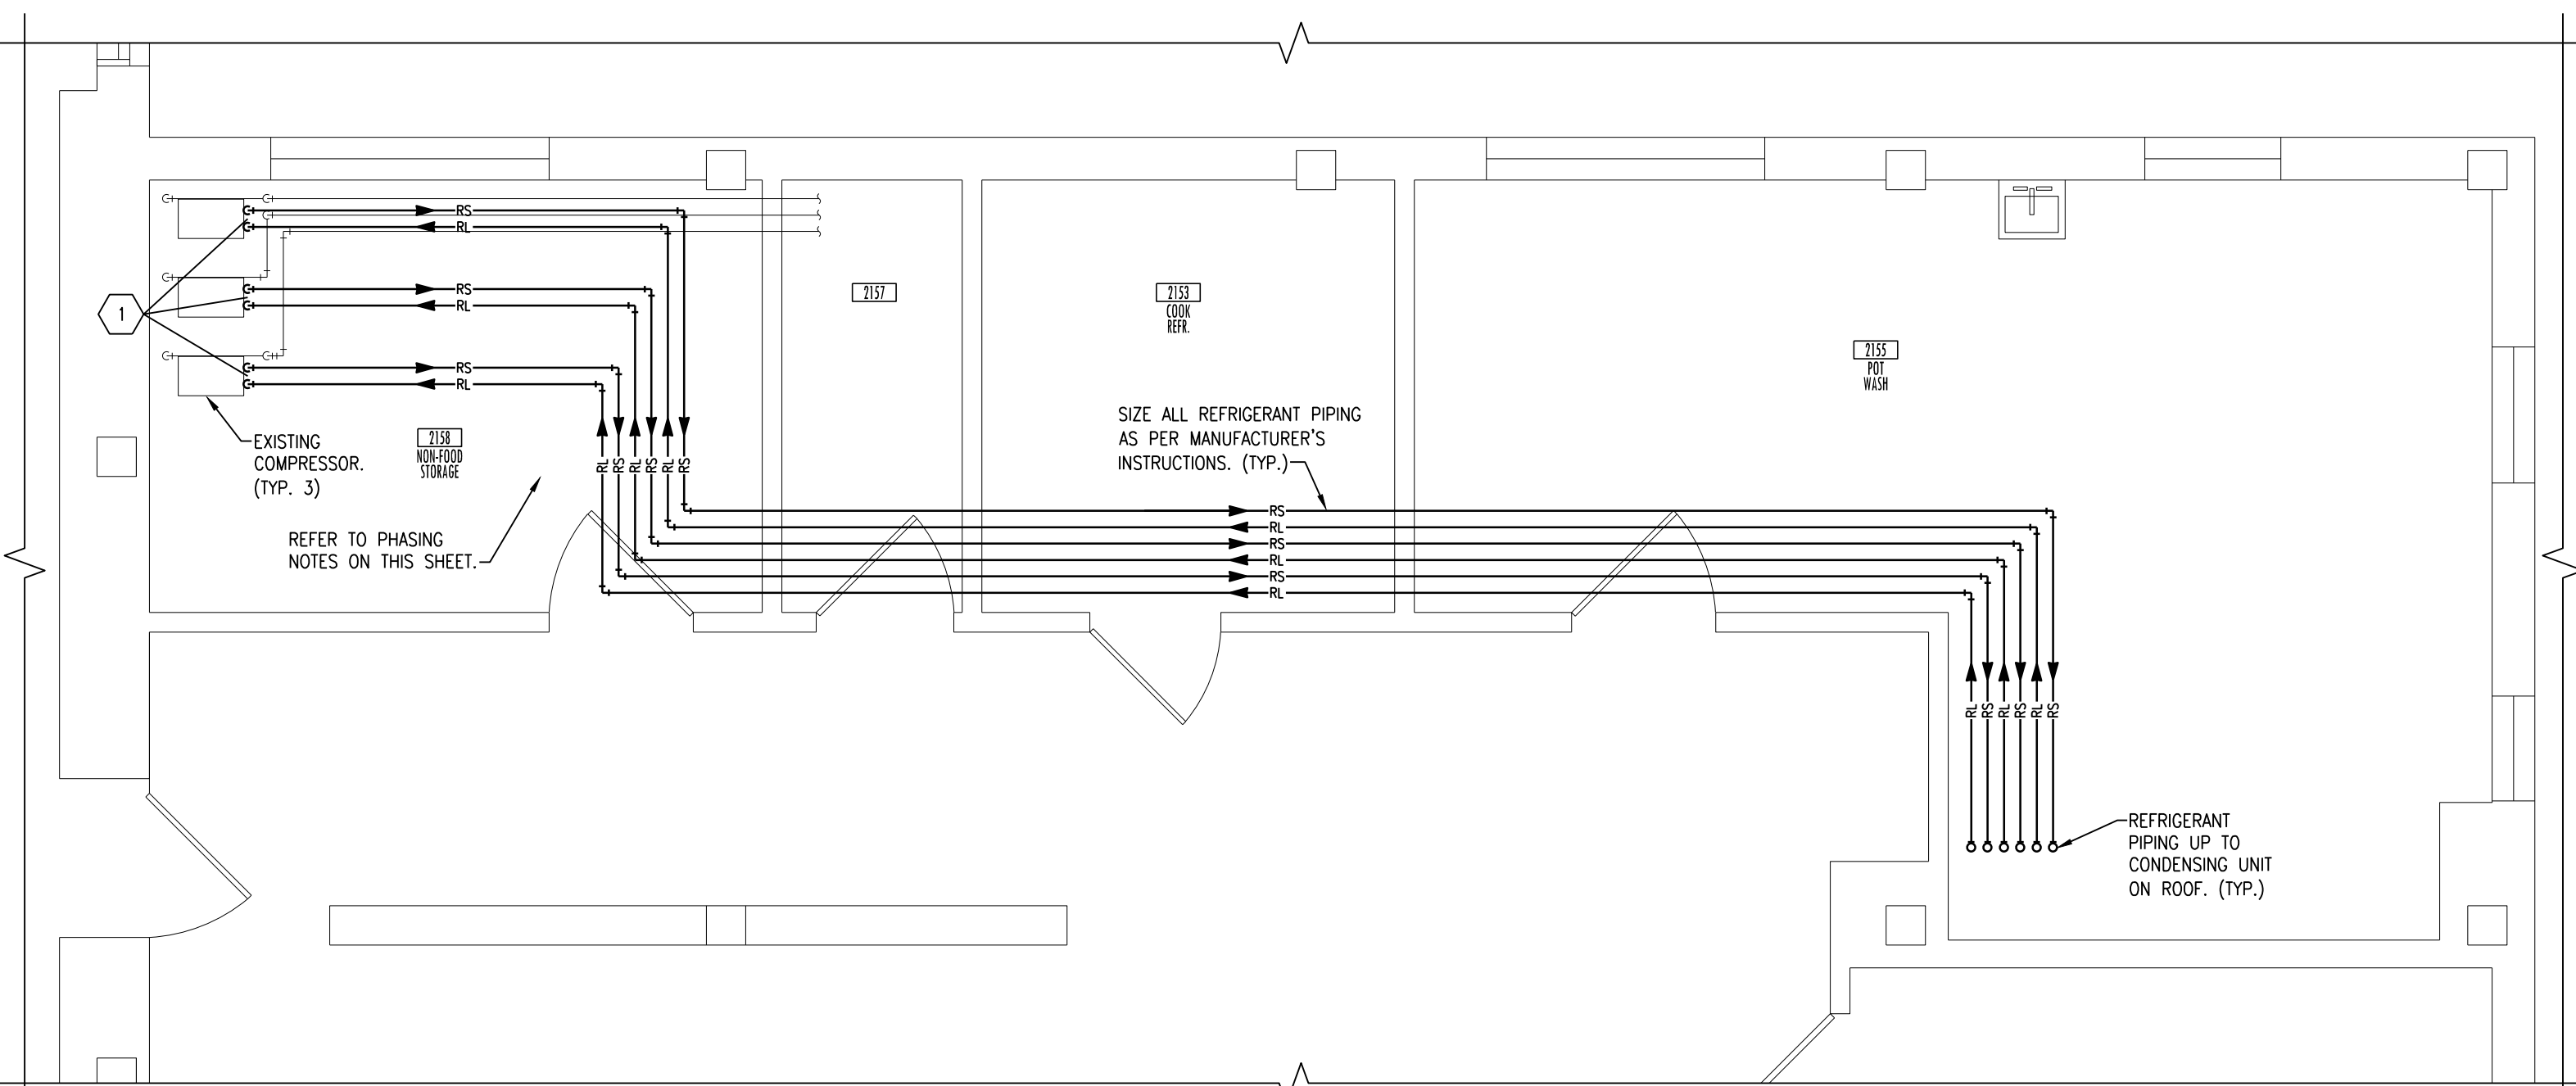 RS
RL
RS
RL
1
RS
RL
2157
2153
COOK
REFR.
2155
POT
WASH
SIZE ALL REFRIGERANT PIPING
AS PER MANUFACTURER'S
INSTRUCTIONS. (TYP.)
EXISTING
COMPRESSOR.
(TYP. 3)
2158
NON-FOOD
STORAGE
RL
RS
RL
RS
RL
RS
REFER TO PHASING
NOTES ON THIS SHEET.
RS
RL
RS
RL
RS
RL
RL
RS
RL
RS
RL
RS
REFRIGERANT
PIPING UP TO
CONDENSING UNIT
ON ROOF. (TYP.)